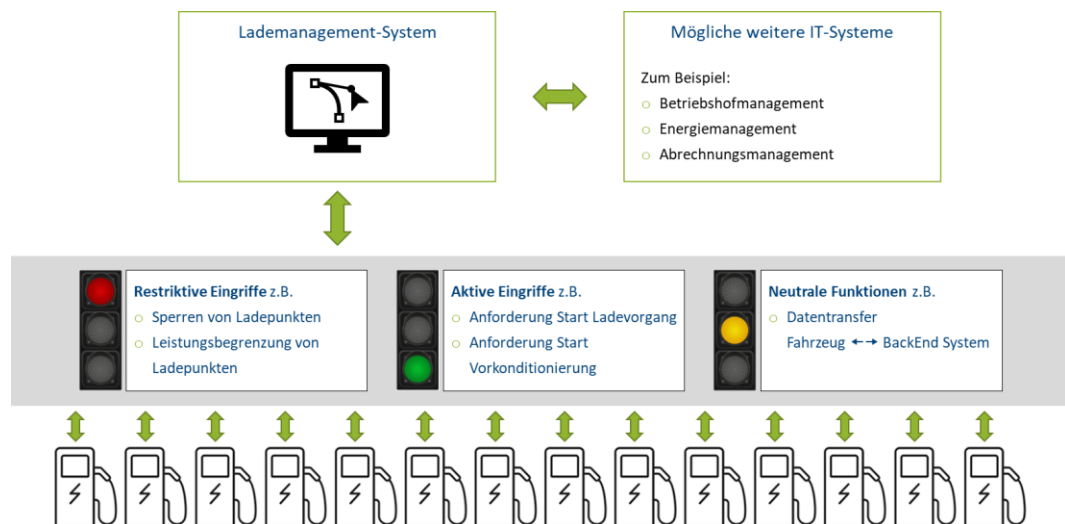 Lademanagement-System
Mögliche weitere IT-Systeme
Zum Beispiel:
○ Betriebshofmanagement
○ Energiemanagement
○ Abrechnungsmanagement
Restriktive Eingriffe z.B.
○ Sperren von Ladepunkten
○ Leistungsbegrenzung von
Ladepunkten
Aktive Eingriffe z.B.
○ Anforderung Start Ladevorgang
○ Anforderung Start
Vorkonditionierung
Neutrale Funktionen z.B.
○ Datentransfer
Fahrzeug ←→ BackEnd System